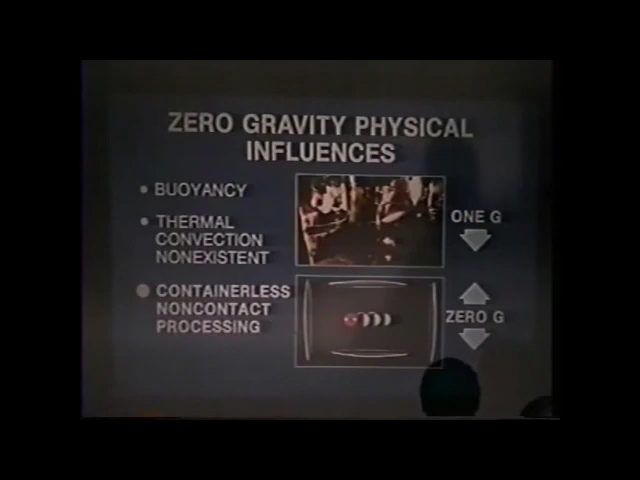 ZERO GRAVITY PHYSICAL
INFLUENCES
• BUOYANCY
• THERMAL
CONVECTION
NONEXISTENT
• CONTAINERLESS
NONCONTACT
PROCESSING
ONE G
ZERO G